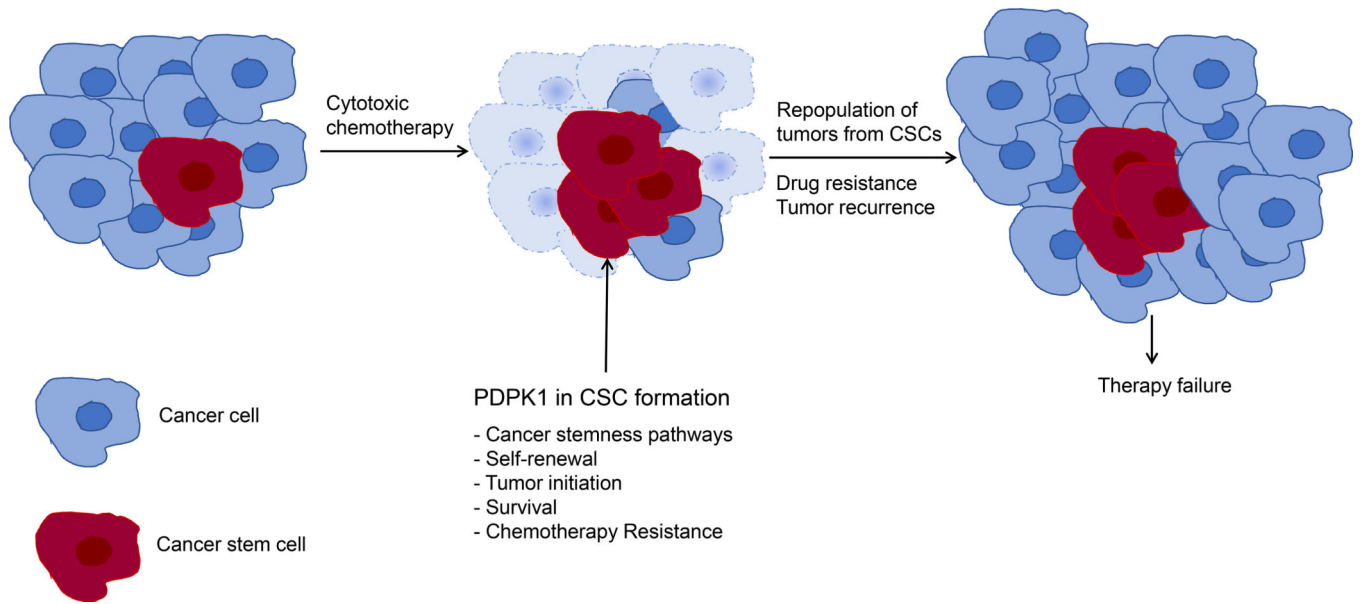 Cytotoxic
chemotherapy
Repopulation of
tumors from CSCs
Drug resistance
Tumor recurrence
PDPK1 in CSC formation
- Cancer stemness pathways
- Self-renewal
- Tumor initiation
- Survival
- Chemotherapy Resistance
Therapy failure
Cancer cell
Cancer stem cell